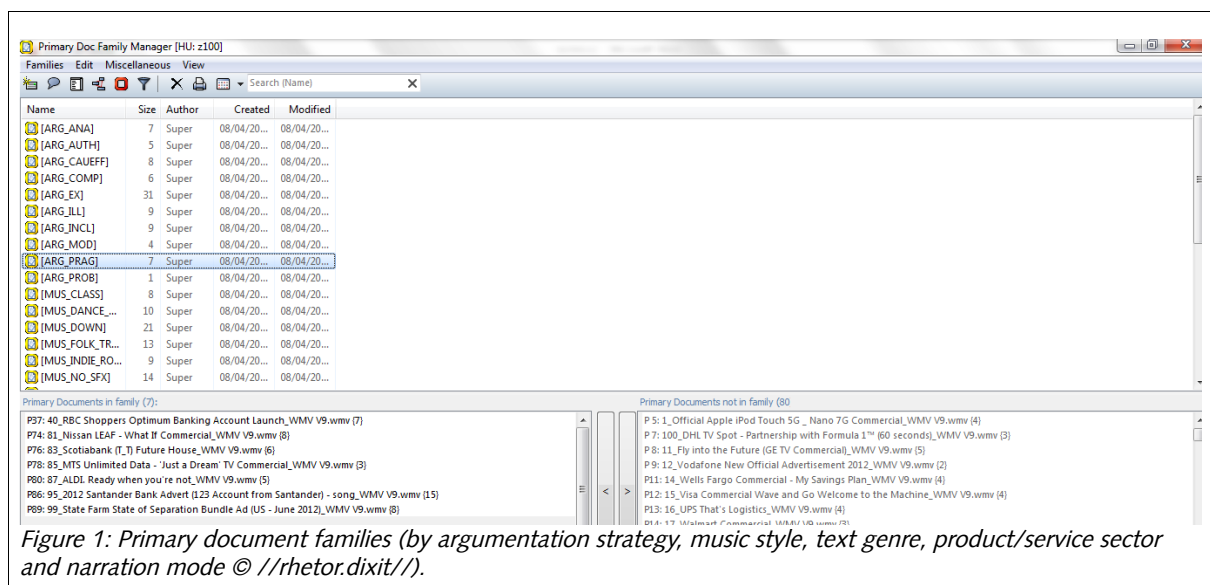 Primary Doc Family Manager [HU: z100]
Families Edit Miscellaneous View
Search (Name)
Name Size Author Created Modified
[ARG_ANA] 7 Super 08/04/20... 08/04/20...
[ARG_AUTH] 5 Super 08/04/20... 08/04/20...
[ARG_CAUEFF] 8 Super 08/04/20... 08/04/20...
[ARG_COMP] 6 Super 08/04/20... 08/04/20...
[ARG_EX] 31 Super 08/04/20... 08/04/20...
[ARG_ILL] 9 Super 08/04/20... 08/04/20...
[ARG_INCL] 9 Super 08/04/20... 08/04/20...
[ARG_MOD] 4 Super 08/04/20... 08/04/20...
[ARG_PRAG] 7 Super 08/04/20... 08/04/20...
[ARG_PROB] 1 Super 08/04/20... 08/04/20...
[MUS_CLASS] 8 Super 08/04/20... 08/04/20...
[MUS_DANCE_... 10 Super 08/04/20... 08/04/20...
[MUS_DOWN] 21 Super 08/04/20... 08/04/20...
[MUS_FOLK_TR... 13 Super 08/04/20... 08/04/20...
[MUS_INDIE_RO... 9 Super 08/04/20... 08/04/20...
[MUS_NO_SFX] 14 Super 08/04/20... 08/04/20...
Primary Documents in family (7):
P37: 40_RBC Shoppers Optimum Banking Account Launch_WMV V9.wmv {7}
P74: 81_Nissan LEAF - What If Commercial_WMV V9.wmv {8}
P76: 83_Scotiabank (T_T) Future House_WMV V9.wmv {6}
P78: 85_MTS Unlimited Data - 'Just a Dream' TV Commercial_WMV V9.wmv {3}
P80: 87_ALDI. Ready when you're not_WMV V9.wmv {5}
P86: 95_2012 Santander Bank Advert (123 Account from Santander) - song_WMV V9.wmv {15}
P89: 99_State Farm State of Separation Bundle Ad (US - June 2012)_WMV V9.wmv {8}
< >
Primary Documents not in family (80
P 5: 1_Official Apple iPod Touch 5G _ Nano 7G Commercial_WMV V9.wmv {4}
P 7: 100_DHL TV Spot - Partnership with Formula 1™ (60 seconds)_WMV V9.wmv {3}
P 8: 11_Fly into the Future (GE TV Commercial)_WMV V9.wmv {5}
P 9: 12_Vodafone New Official Advertisement 2012_WMV V9.wmv {2}
P11: 14_Wells Fargo Commercial - My Savings Plan_WMV V9.wmv {4}
P12: 15_Visa Commercial Wave and Go Welcome to the Machine_WMV V9.wmv {4}
P13: 16_UPS That's Logistics_WMV V9.wmv {4}
P14: 17_Walmart Commercial_WMV V9.wmv {3}
Figure 1: Primary document families (by argumentation strategy, music style, text genre, product/service sector
and narration mode © //rhetor.dixit//).